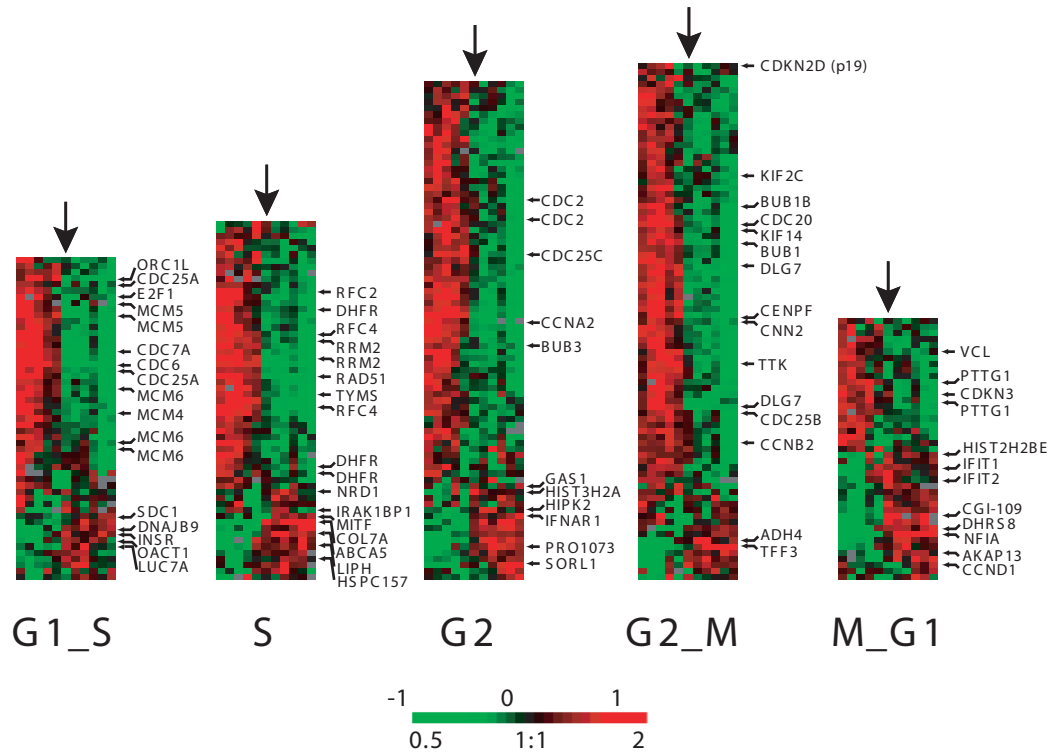 ORC1L
CDC25A
E2F1
MCM5
MCM5
CDC7A
CDC6
CDC25A
MCM6
MCM4
MCM6
MCM6
SDC1
DNAJB9
INSR
OACT1
LUC7A
G1_S
RFC2
DHFR
RFC4
RRM2
RRM2
RAD51
TYMS
RFC4
DHFR
DHFR
NRD1
IRAK1BP1
MITF
COL7A
ABCA5
LIPH
HSPC157
S
CDC2
CDC2
CDC25C
CCNA2
BUB3
GAS1
HIST3H2A
HIPK2
IFNAR1
PRO1073
SORL1
G2
CDKN2D (p19)
KIF2C
BUB1B
CDC20
KIF14
BUB1
DLG7
CENPF
CNN2
TTK
DLG7
CDC25B
CCNB2
ADH4
TFF3
G2_M
VCL
PTTG1
CDKN3
PTTG1
HIST2H2BE
IFIT1
IFIT2
CGI-109
DHRS8
NFIA
AKAP13
CCND1
M_G1
-1 0 1
0.5 1:1 2